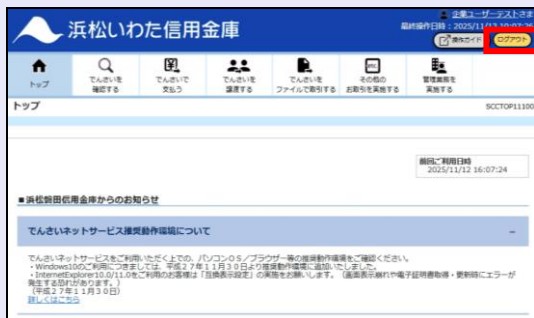 浜松いわた信用金庫
企業ユーザーテストさま
最終操作日時：2025/11/13 10:07:26
操作ガイド
ログアウト
トップ
でんさいを
確認する
でんさいで
支払う
でんさいを
譲渡する
でんさいを
ファイルで取引する
その他の
お取引を実施する
管理業務を
実施する
トップ
SCCTOP11100
前回ご利用日時
2025/11/12 16:07:24
■浜松磐田信用金庫からのお知らせ
でんさいネットサービス推奨動作環境について
でんさいネットサービスをご利用いただく上での、パソコンＯＳ／ブラウザー等の推奨動作環境をご確認ください。
・Windows10のご利用につきましては、平成２７年１１月３０日より推奨動作環境に追加いたしました。
・InternetExplorer10.0/11.0をご利用のお客様は「互換表示設定」の実施をお願いします。（画面表示崩れや電子証明書取得・更新時にエラーが
発生する恐れがあります。）
（平成２７年１１月３０日）
詳しくはこちら